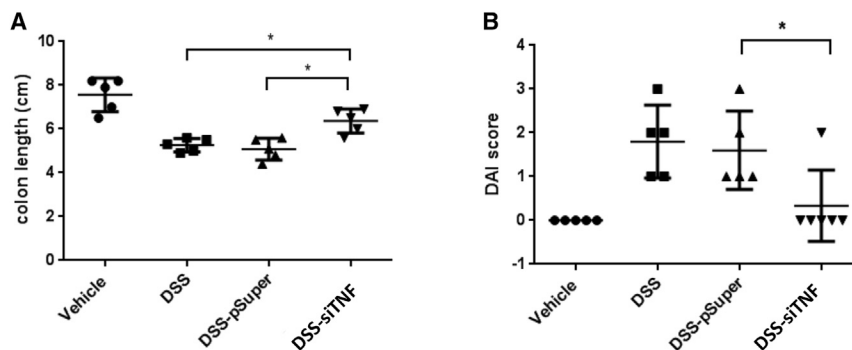 A
colon length (cm)
10
8
6
4
2
0
*
*
Vehicle
DSS
DSS-pSuper
DSS-siTNF
B
DAI score
4
3
2
1
0
-1
*
Vehicle
DSS
DSS-pSuper
DSS-siTNF